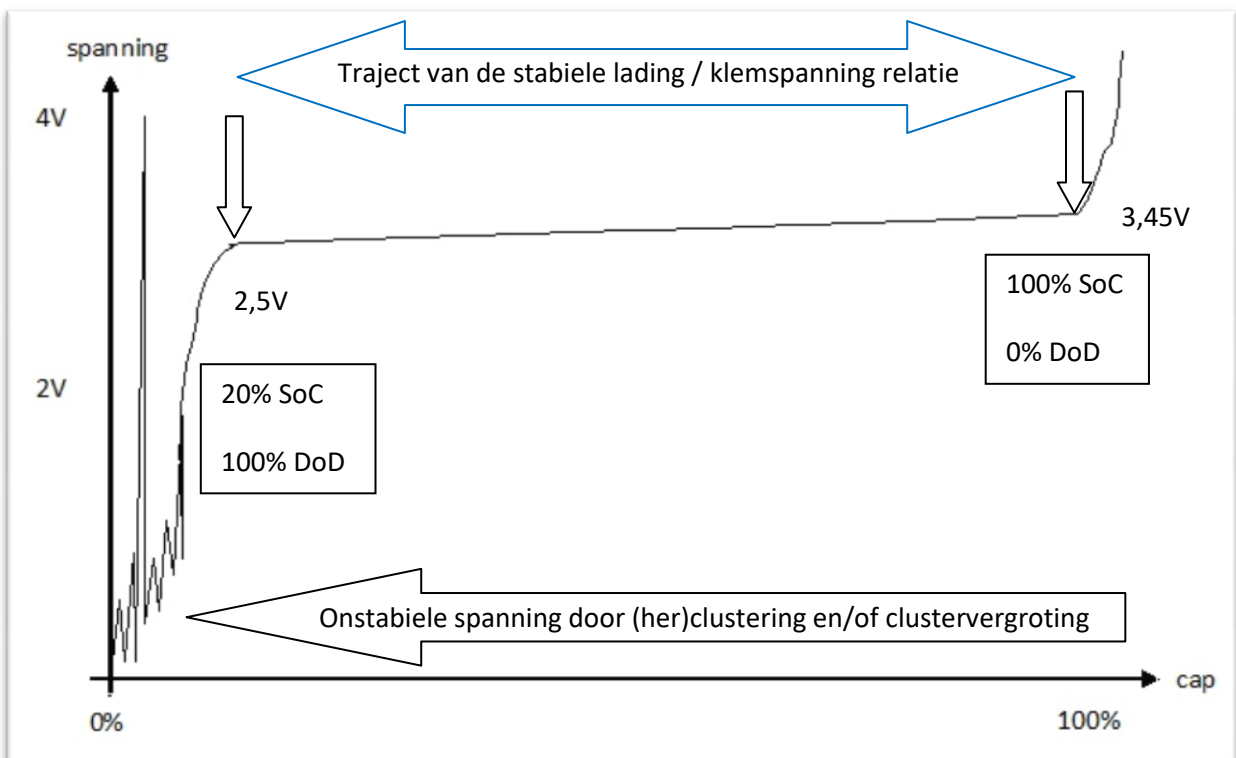 spanning
Traject van de stabiele lading / klemspanning relatie
4V
3,45V
2,5V
100% SoC
0% DoD
2V
20% SoC
100% DoD
Onstabiele spanning door (her)clustering en/of clustervergroting
cap
0%
100%